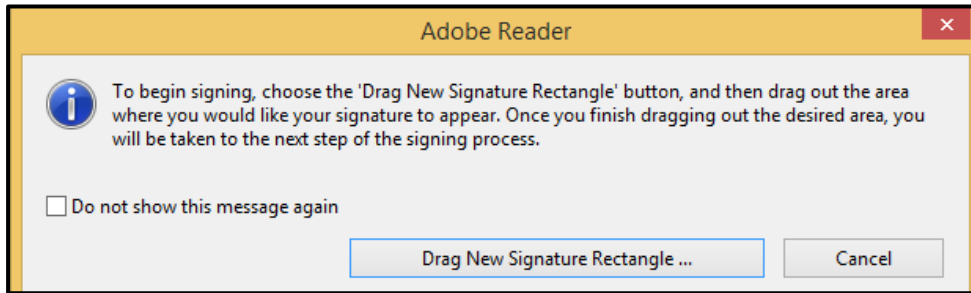 Adobe Reader
To begin signing, choose the 'Drag New Signature Rectangle' button, and then drag out the area
where you would like your signature to appear. Once you finish dragging out the desired area, you
will be taken to the next step of the signing process.
Do not show this message again
Drag New Signature Rectangle ...
Cancel